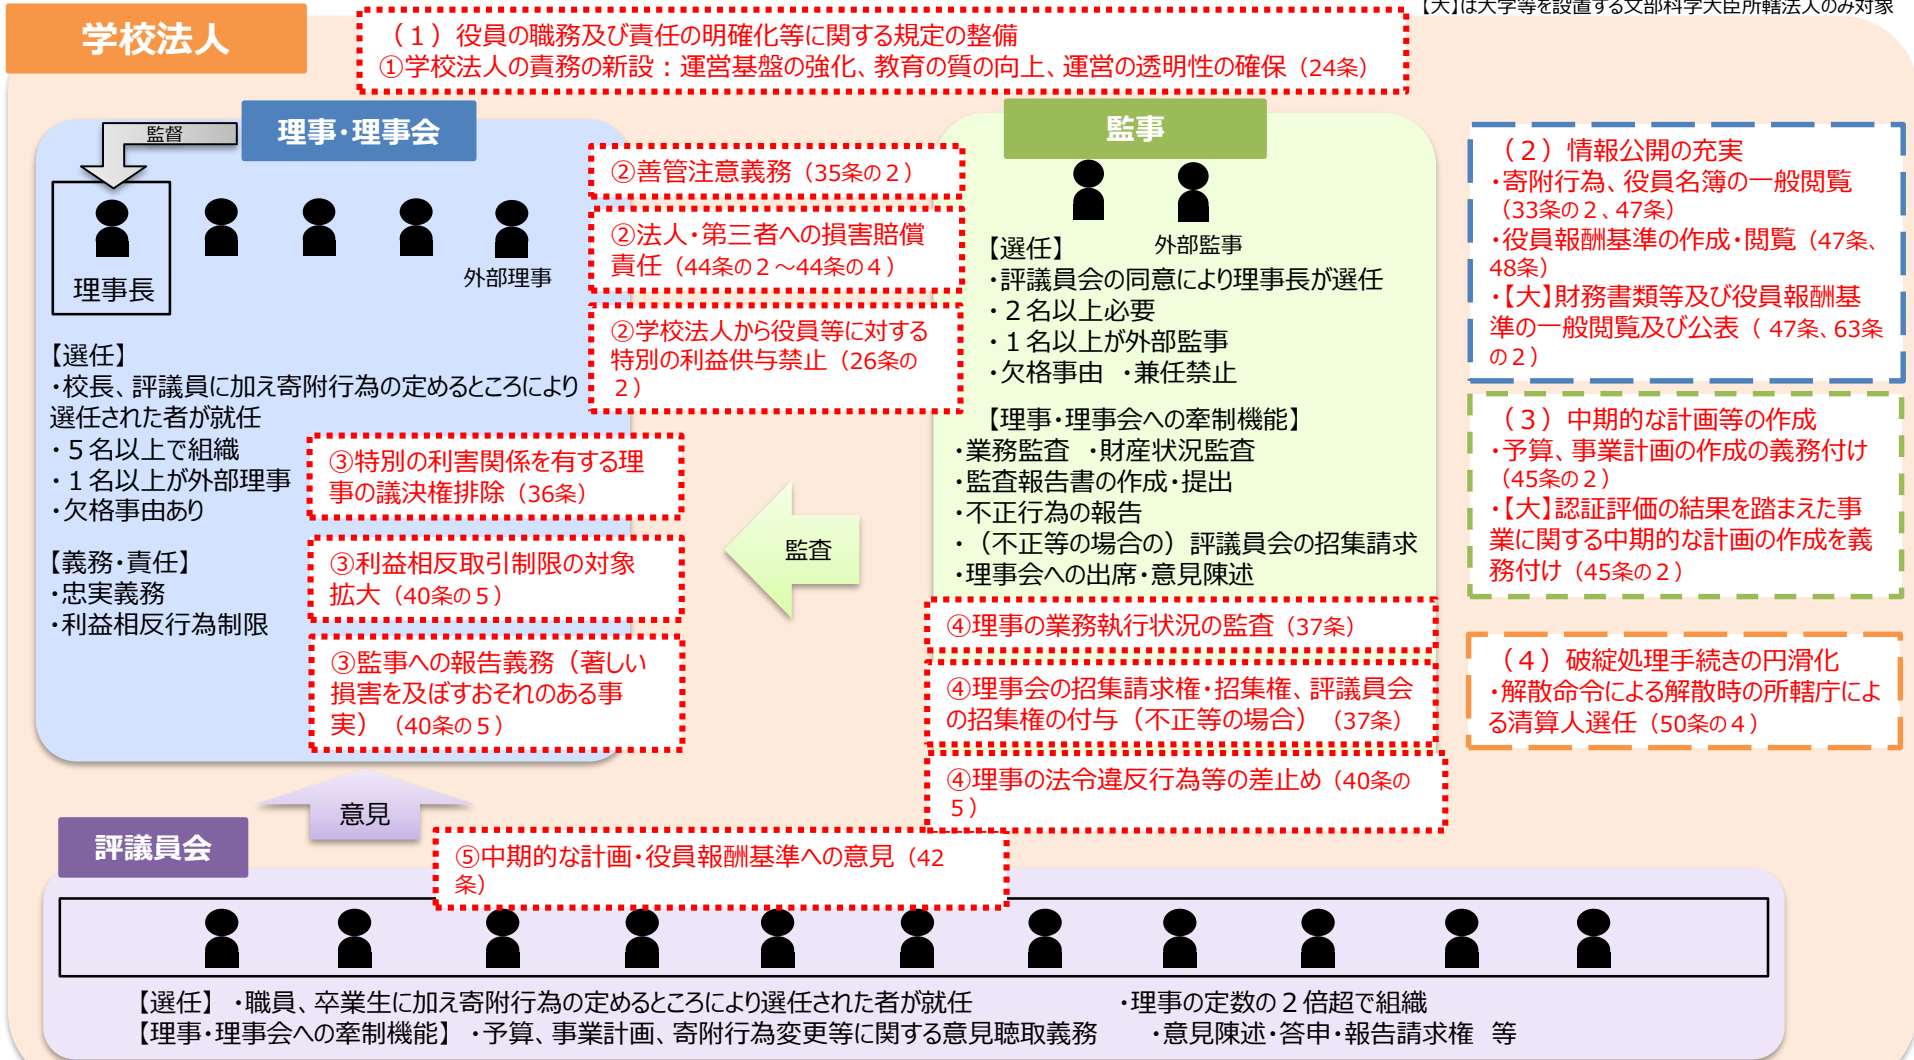 【大】は大学等を設置する文部科学大臣所轄法人のみ対象
学校法人
（１）役員の職務及び責任の明確化等に関する規定の整備
①学校法人の責務の新設：運営基盤の強化、教育の質の向上、運営の透明性の確保（24条）
監督
理事・理事会
理事長
外部理事
【選任】
・校長、評議員に加え寄附行為の定めるところにより
選任された者が就任
・５名以上で組織
・１名以上が外部理事
・欠格事由あり
【義務・責任】
・忠実義務
・利益相反行為制限
②善管注意義務（35条の２）
②法人・第三者への損害賠償
責任（44条の２～44条の４）
②学校法人から役員等に対する
特別の利益供与禁止（26条の
２）
③特別の利害関係を有する理
事の議決権排除（36条）
③利益相反取引制限の対象
拡大（40条の５）
③監事への報告義務（著しい
損害を及ぼすおそれのある事
実）（40条の５）
監査
監事
外部監事
【選任】
・評議員会の同意により理事長が選任
・２名以上必要
・１名以上が外部監事
・欠格事由 ・兼任禁止
【理事・理事会への牽制機能】
・業務監査 ・財産状況監査
・監査報告書の作成・提出
・不正行為の報告
・（不正等の場合の）評議員会の招集請求
・理事会への出席・意見陳述
④理事の業務執行状況の監査（37条）
④理事会の招集請求権・招集権、評議員会
の招集権の付与（不正等の場合）（37条）
④理事の法令違反行為等の差止め（40条の
５）
（２）情報公開の充実
・寄附行為、役員名簿の一般閲覧
（33条の２、47条）
・役員報酬基準の作成・閲覧（47条、
48条）
・【大】財務書類等及び役員報酬基
準の一般閲覧及び公表（ 47条、63条
の２）
（３）中期的な計画等の作成
・予算、事業計画の作成の義務付け
（45条の２）
・【大】認証評価の結果を踏まえた事
業に関する中期的な計画の作成を義
務付け（45条の２）
（４）破綻処理手続きの円滑化
・解散命令による解散時の所轄庁によ
る清算人選任（50条の４）
意見
評議員会
⑤中期的な計画・役員報酬基準への意見（42
条）
【選任】 ・職員、卒業生に加え寄附行為の定めるところにより選任された者が就任 ・理事の定数の２倍超で組織
【理事・理事会への牽制機能】 ・予算、事業計画、寄附行為変更等に関する意見聴取義務 ・意見陳述・答申・報告請求権 等